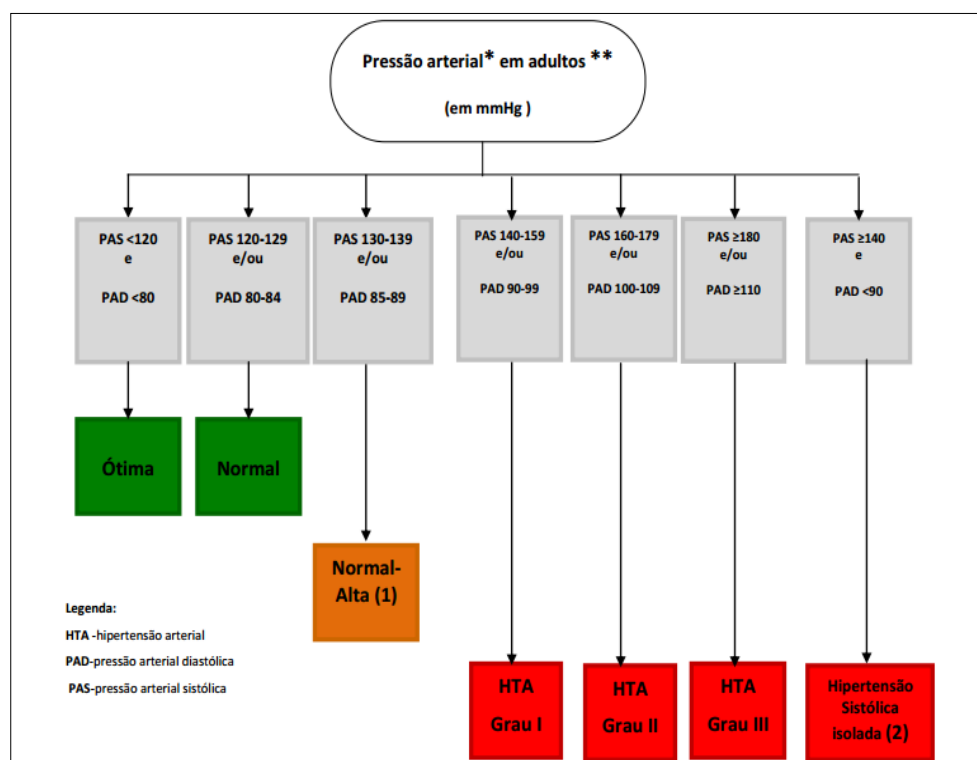 Pressão arterial* em adultos **
(em mmHg )
PAS <120
e
PAD <80
PAS 120-129
e/ou
PAD 80-84
PAS 130-139
e/ou
PAD 85-89
PAS 140-159
e/ou
PAD 90-99
PAS 160-179
e/ou
PAD 100-109
PAS ≥180
e/ou
PAD ≥110
PAS ≥140
e
PAD <90
Ótima
Normal
Normal-
Alta (1)
Legenda:
HTA -hipertensão arterial
PAD-pressão arterial diastólica
PAS-pressão arterial sistólica
HTA
Grau I
HTA
Grau II
HTA
Grau III
Hipertensão
Sistólica
isolada (2)